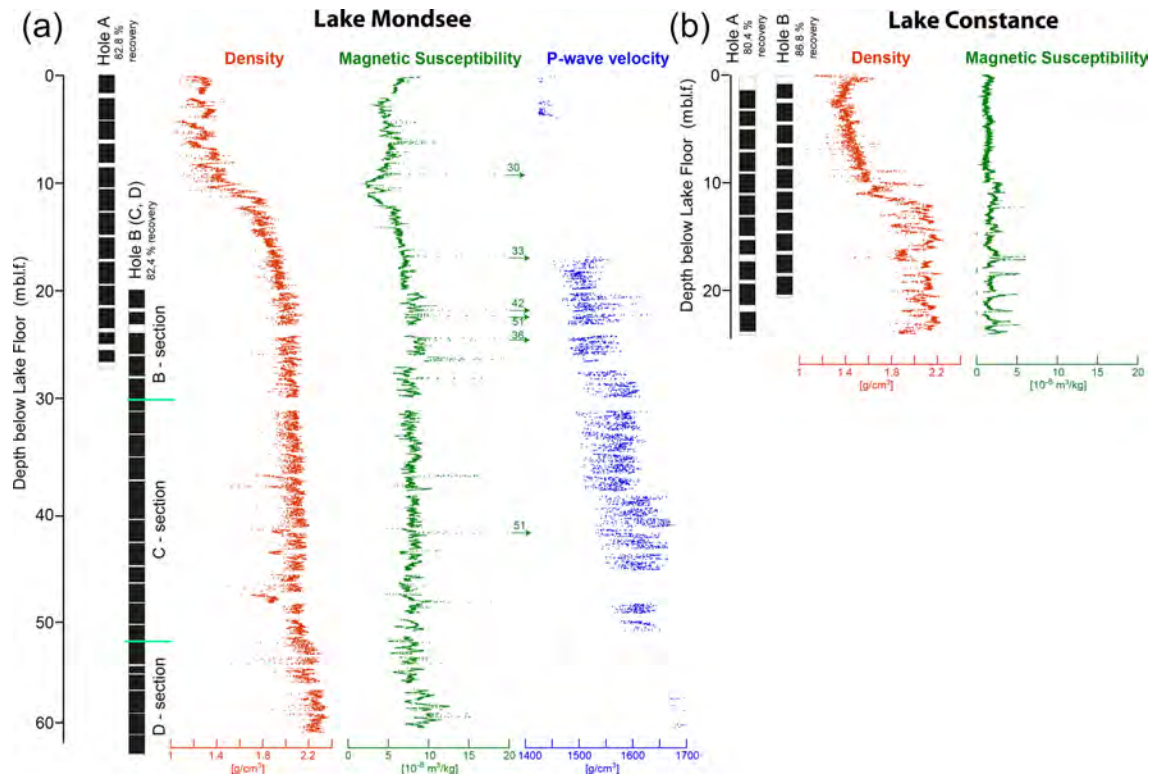 (a)
Lake Mondsee
Hole A
82.8 %
recovery
Density
Magnetic Susceptibility
P-wave velocity
0
10
20
30
40
50
60
Depth below Lake Floor (mb.l.f.)
Hole B (C, D)
82,4 % recovery
B - section
C - section
D - section
30
33
42
51
36
51
1
1.4
1.8
2.2
[g/cm³]
0
5
10
15
20
[10⁻⁸ m³/kg]
1400
1500
1600
1700
[g/cm³]
(b)
Lake Constance
Hole A
80.4 %
recovery
Hole B
86.8 %
recovery
Density
Magnetic Susceptibility
0
10
20
Depth below Lake Floor (mb.l.f.)
1
1.4
1.8
2.2
[g/cm³]
0
5
10
15
20
[10⁻⁸ m³/kg]